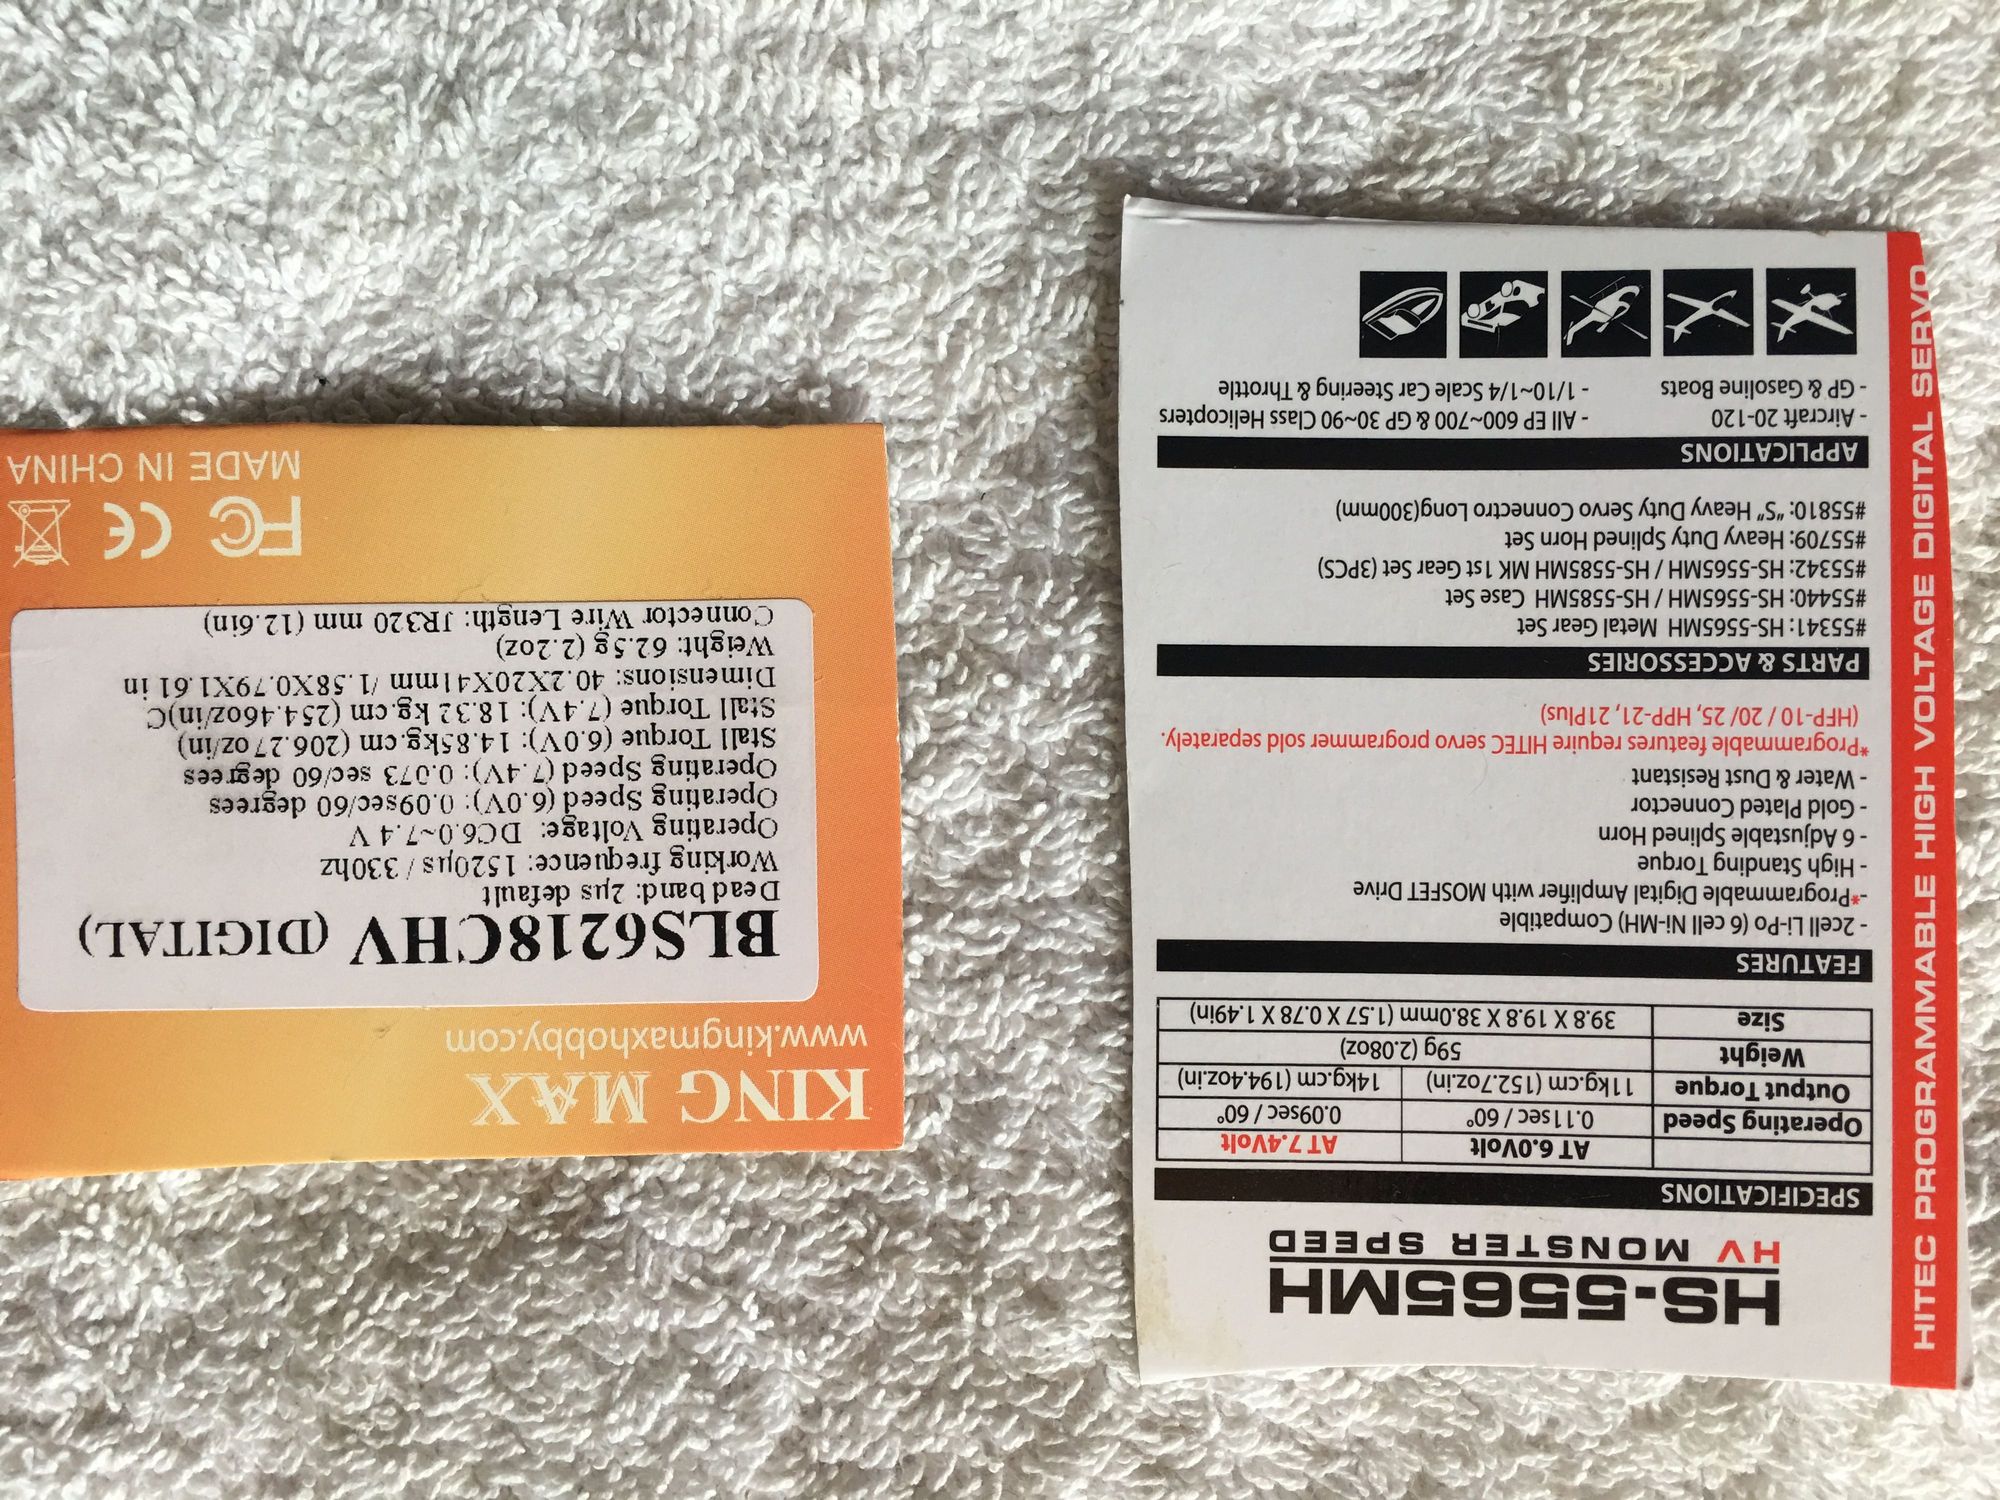 HITEC PROGRAMMABLE HIGH VOLTAGE DIGITAL SERVO
HS-5565MH
HV MONSTER SPEED
SPECIFICATIONS
AT 6.0Volt AT 7.4Volt
Operating Speed 0.11sec / 60° 0.09sec / 60°
Output Torque 11kg.cm (152.7oz.in) 14kg.cm (194.4oz.in)
Weight 59g (2.08oz)
Size 39.8 X 19.8 X 38.0mm (1.57 X 0.78 X 1.49in)
FEATURES
- 2cell Li-Po (6 cell Ni-MH) Compatible
-*Programmable Digital Amplifier with MOSFET Drive
- High Standing Torque
- 6 Adjustable Splined Horn
- Gold Plated Connector
- Water & Dust Resistant
*Programmable features require HITEC servo programmer sold separately.
(HFP-10 / 20/ 25, HPP-21, 21Plus)
PARTS & ACCESSORIES
#55341: HS-5565MH Metal Gear Set
#55440: HS-5565MH / HS-5585MH Case Set
#55342: HS-5565MH / HS-5585MH MK 1st Gear Set (3PCS)
#55709: Heavy Duty Splined Horn Set
#55810: "S" Heavy Duty Servo Connectro Long(300mm)
APPLICATIONS
- Aircraft 20-120 - All EP 600~700 & GP 30~90 Class Helicopters
- GP & Gasoline Boats - 1/10~1/4 Scale Car Steering & Throttle
KING MAX
www.kingmaxhobby.com
BLS6218CHV (DIGITAL)
Dead band: 2µs default
Working frequence: 1520µs / 330hz
Operating Voltage: DC6.0~7.4 V
Operating Speed (6.0V): 0.09sec/60 degrees
Operating Speed (7.4V): 0.073 sec/60 degrees
Stall Torque (6.0V): 14.85kg.cm (206.27oz/in)
Stall Torque (7.4V): 18.32 kg.cm (254.46oz/in)C
Dimensions: 40.2X20X41mm /1.58X0.79X1.61 in
Weight: 62.5g (2.2oz)
Connector Wire Length: JR320 mm (12.6in)
FC CE
MADE IN CHINA